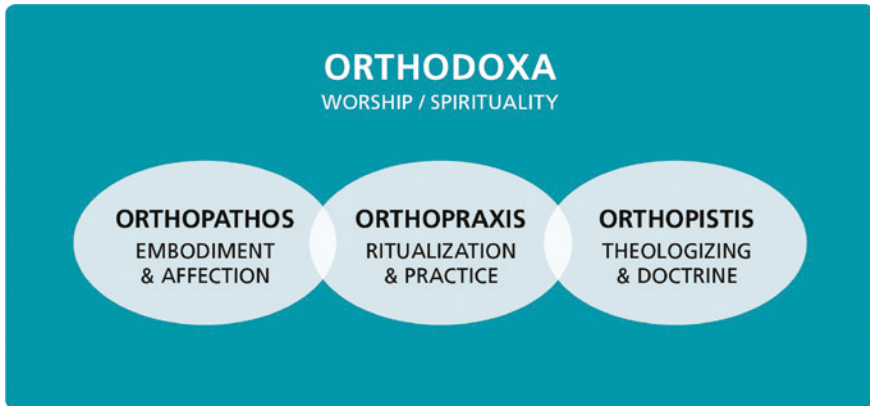 ORTHODOXA
WORSHIP / SPIRITUALITY
ORTHOPATHOS
EMBODIMENT
& AFFECTION
ORTHOPRAXIS
RITUALIZATION
& PRACTICE
ORTHOPISTIS
THEOLOGIZING
& DOCTRINE